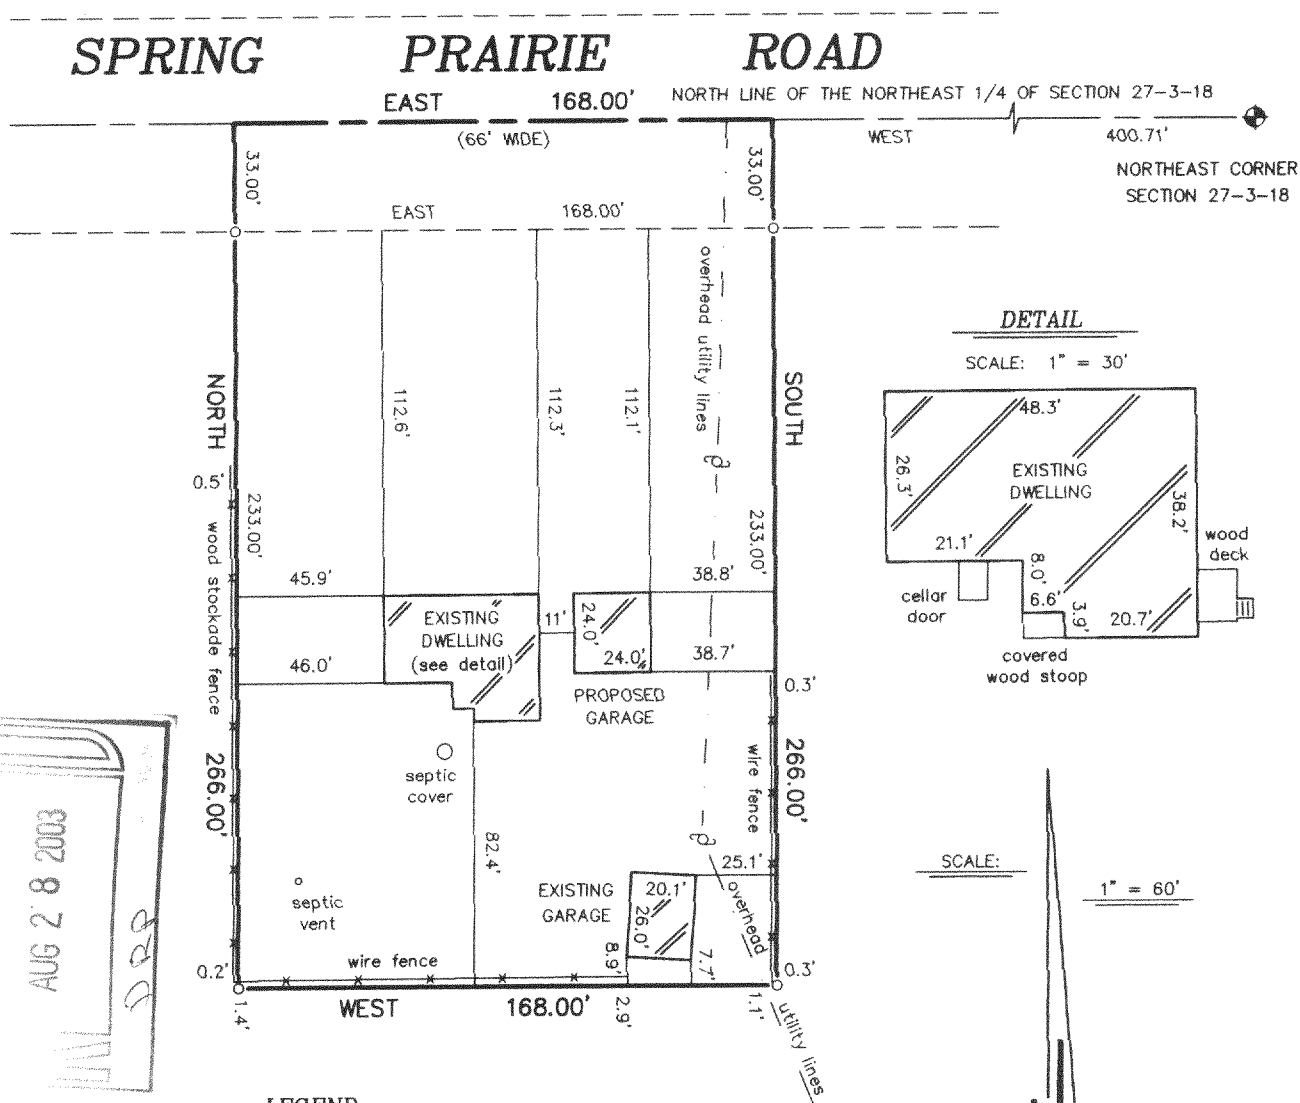 SPRING PRAIRIE ROAD
EAST 168.00'
NORTH LINE OF THE NORTHEAST 1/4 OF SECTION 27-3-18
(66' WIDE)
WEST
400.71'
NORTHEAST CORNER
SECTION 27-3-18
33.00'
33.00'
EAST 168.00'
overhead utility lines
NORTH
112.6'
112.3'
112.1'
SOUTH
0.5'
233.00'
233.00'
wood stockade fence
45.9'
38.8'
EXISTING
DWELLING
(see detail)
11'
24.0'
24.0'
46.0'
38.7'
PROPOSED
GARAGE
0.3'
266.00'
266.00'
wire fence
septic
cover
82.4'
25.1'
EXISTING
GARAGE
20.1'
26.0'
overhead
septic
vent
wire fence
8.9'
7.7'
0.2'
0.3'
1.4'
WEST 168.00'
2.9'
1.1'
utility lines
DETAIL
SCALE: 1" = 30'
48.3'
26.3'
EXISTING
DWELLING
38.2'
21.1'
8.0'
wood
deck
cellar
door
6.6'
3.9'
20.7'
covered
wood stoop
SCALE:
1" = 60'
AUG 28 2003
DRP
LEGEND